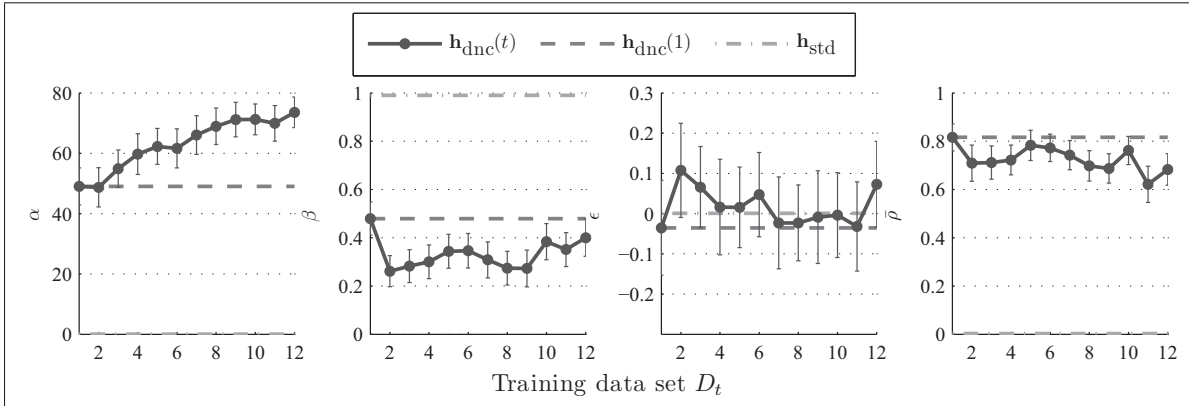 h_dnc(t) h_dnc(1) h_std
α
80
60
40
20
0
2 4 6 8 10 12
β
1
0.8
0.6
0.4
0.2
0
2 4 6 8 10 12
ϵ
0.3
0.2
0.1
0
−0.1
−0.2
2 4 6 8 10 12
ρ̄
1
0.8
0.6
0.4
0.2
0
2 4 6 8 10 12
Training data set D_t